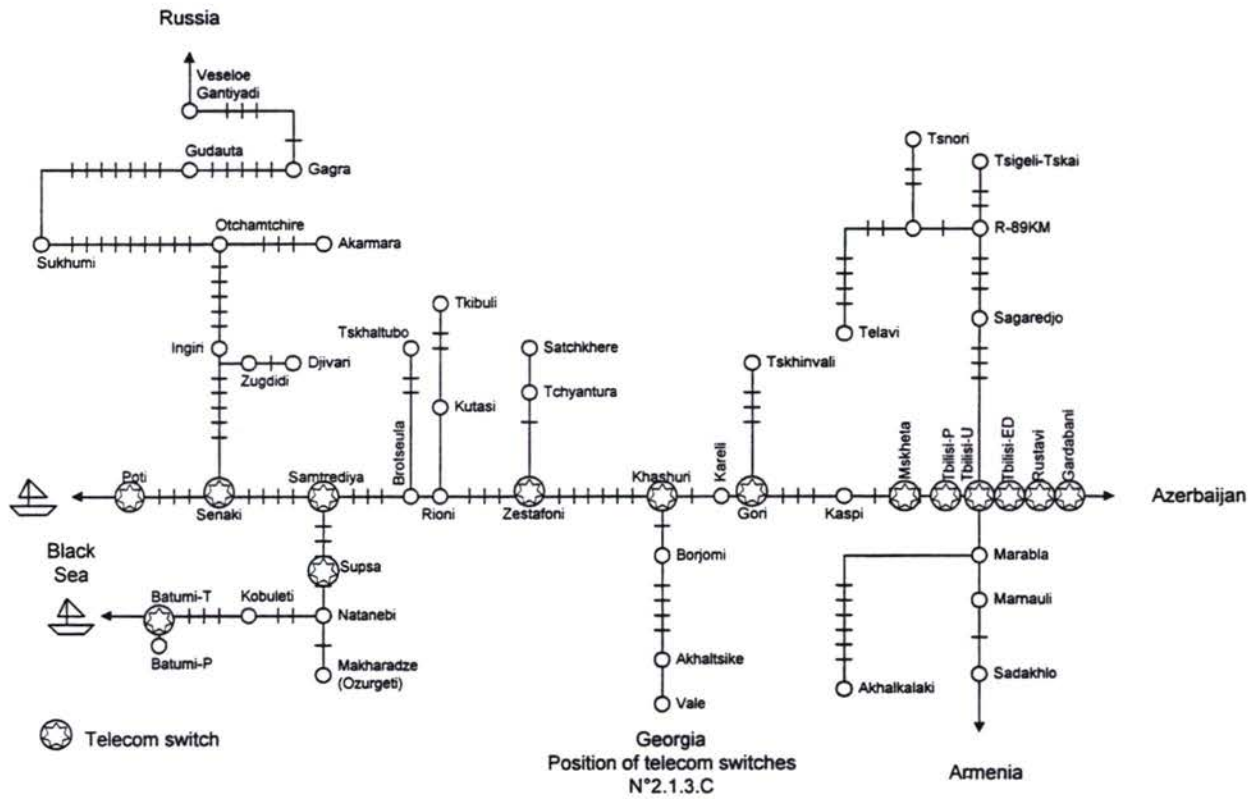 Russia
Veseloe
Gantiyadi
Gudauta
Gagra
Otchamtchire
Akarmara
Sukhumi
Tsnori
Tsigeli-Tskai
R-89KM
Tkibuli
Tskhaltubo
Satchkhere
Telavi
Sagaredjo
Ingiri
Djivari
Zugdidi
Tchyantura
Tskhinvali
Kutasi
Poti
Senaki
Samtrediya
Brotseula
Rioni
Zestafoni
Khashuri
Kareli
Gori
Kaspi
Mskheta
Tbilisi-P
Tbilisi-U
Tbilisi-ED
Rustavi
Gardabani
Azerbaijan
Black
Sea
Supsa
Borjomi
Marabla
Batumi-T
Kobuleti
Natanebi
Mamauli
Batumi-P
Makharadze
(Ozurgeti)
Akhaltsike
Akhalkalaki
Sadakhlo
Vale
Telecom switch
Georgia
Position of telecom switches
N°2.1.3.C
Armenia